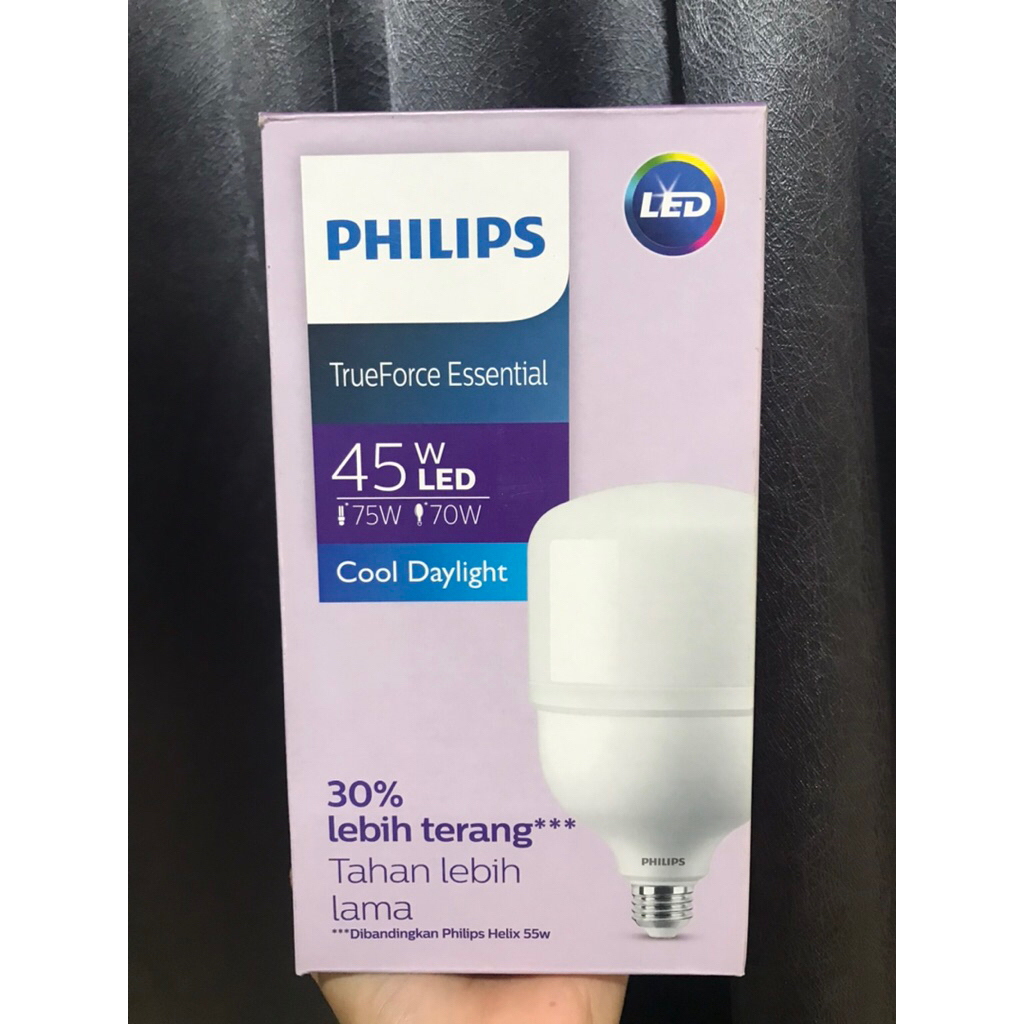 PHILIPS
LED
TrueForce Essential
45 W LED
75W 70W
Cool Daylight
30%
lebih terang***
Tahan lebih
lama
***Dibandingkan Philips Helix 55w
PHILIPS